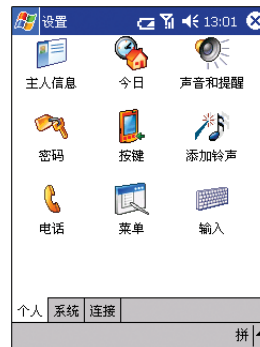 设置 13:01
主人信息 今日 声音和提醒
密码 按键 添加铃声
电话 菜单 输入
个人 系统 连接
拼